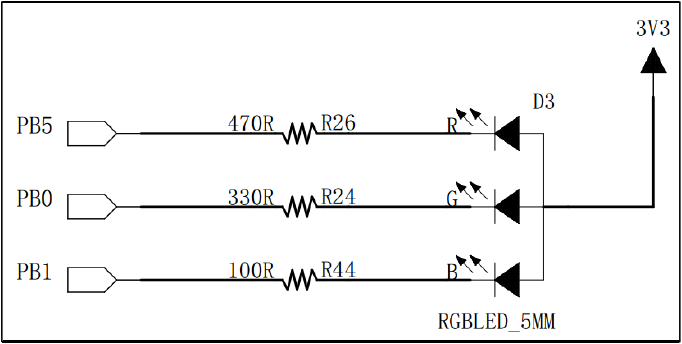 3V3
D3
PB5 470R R26 R
PB0 330R R24 G
PB1 100R R44 B
RGBLED_5MM